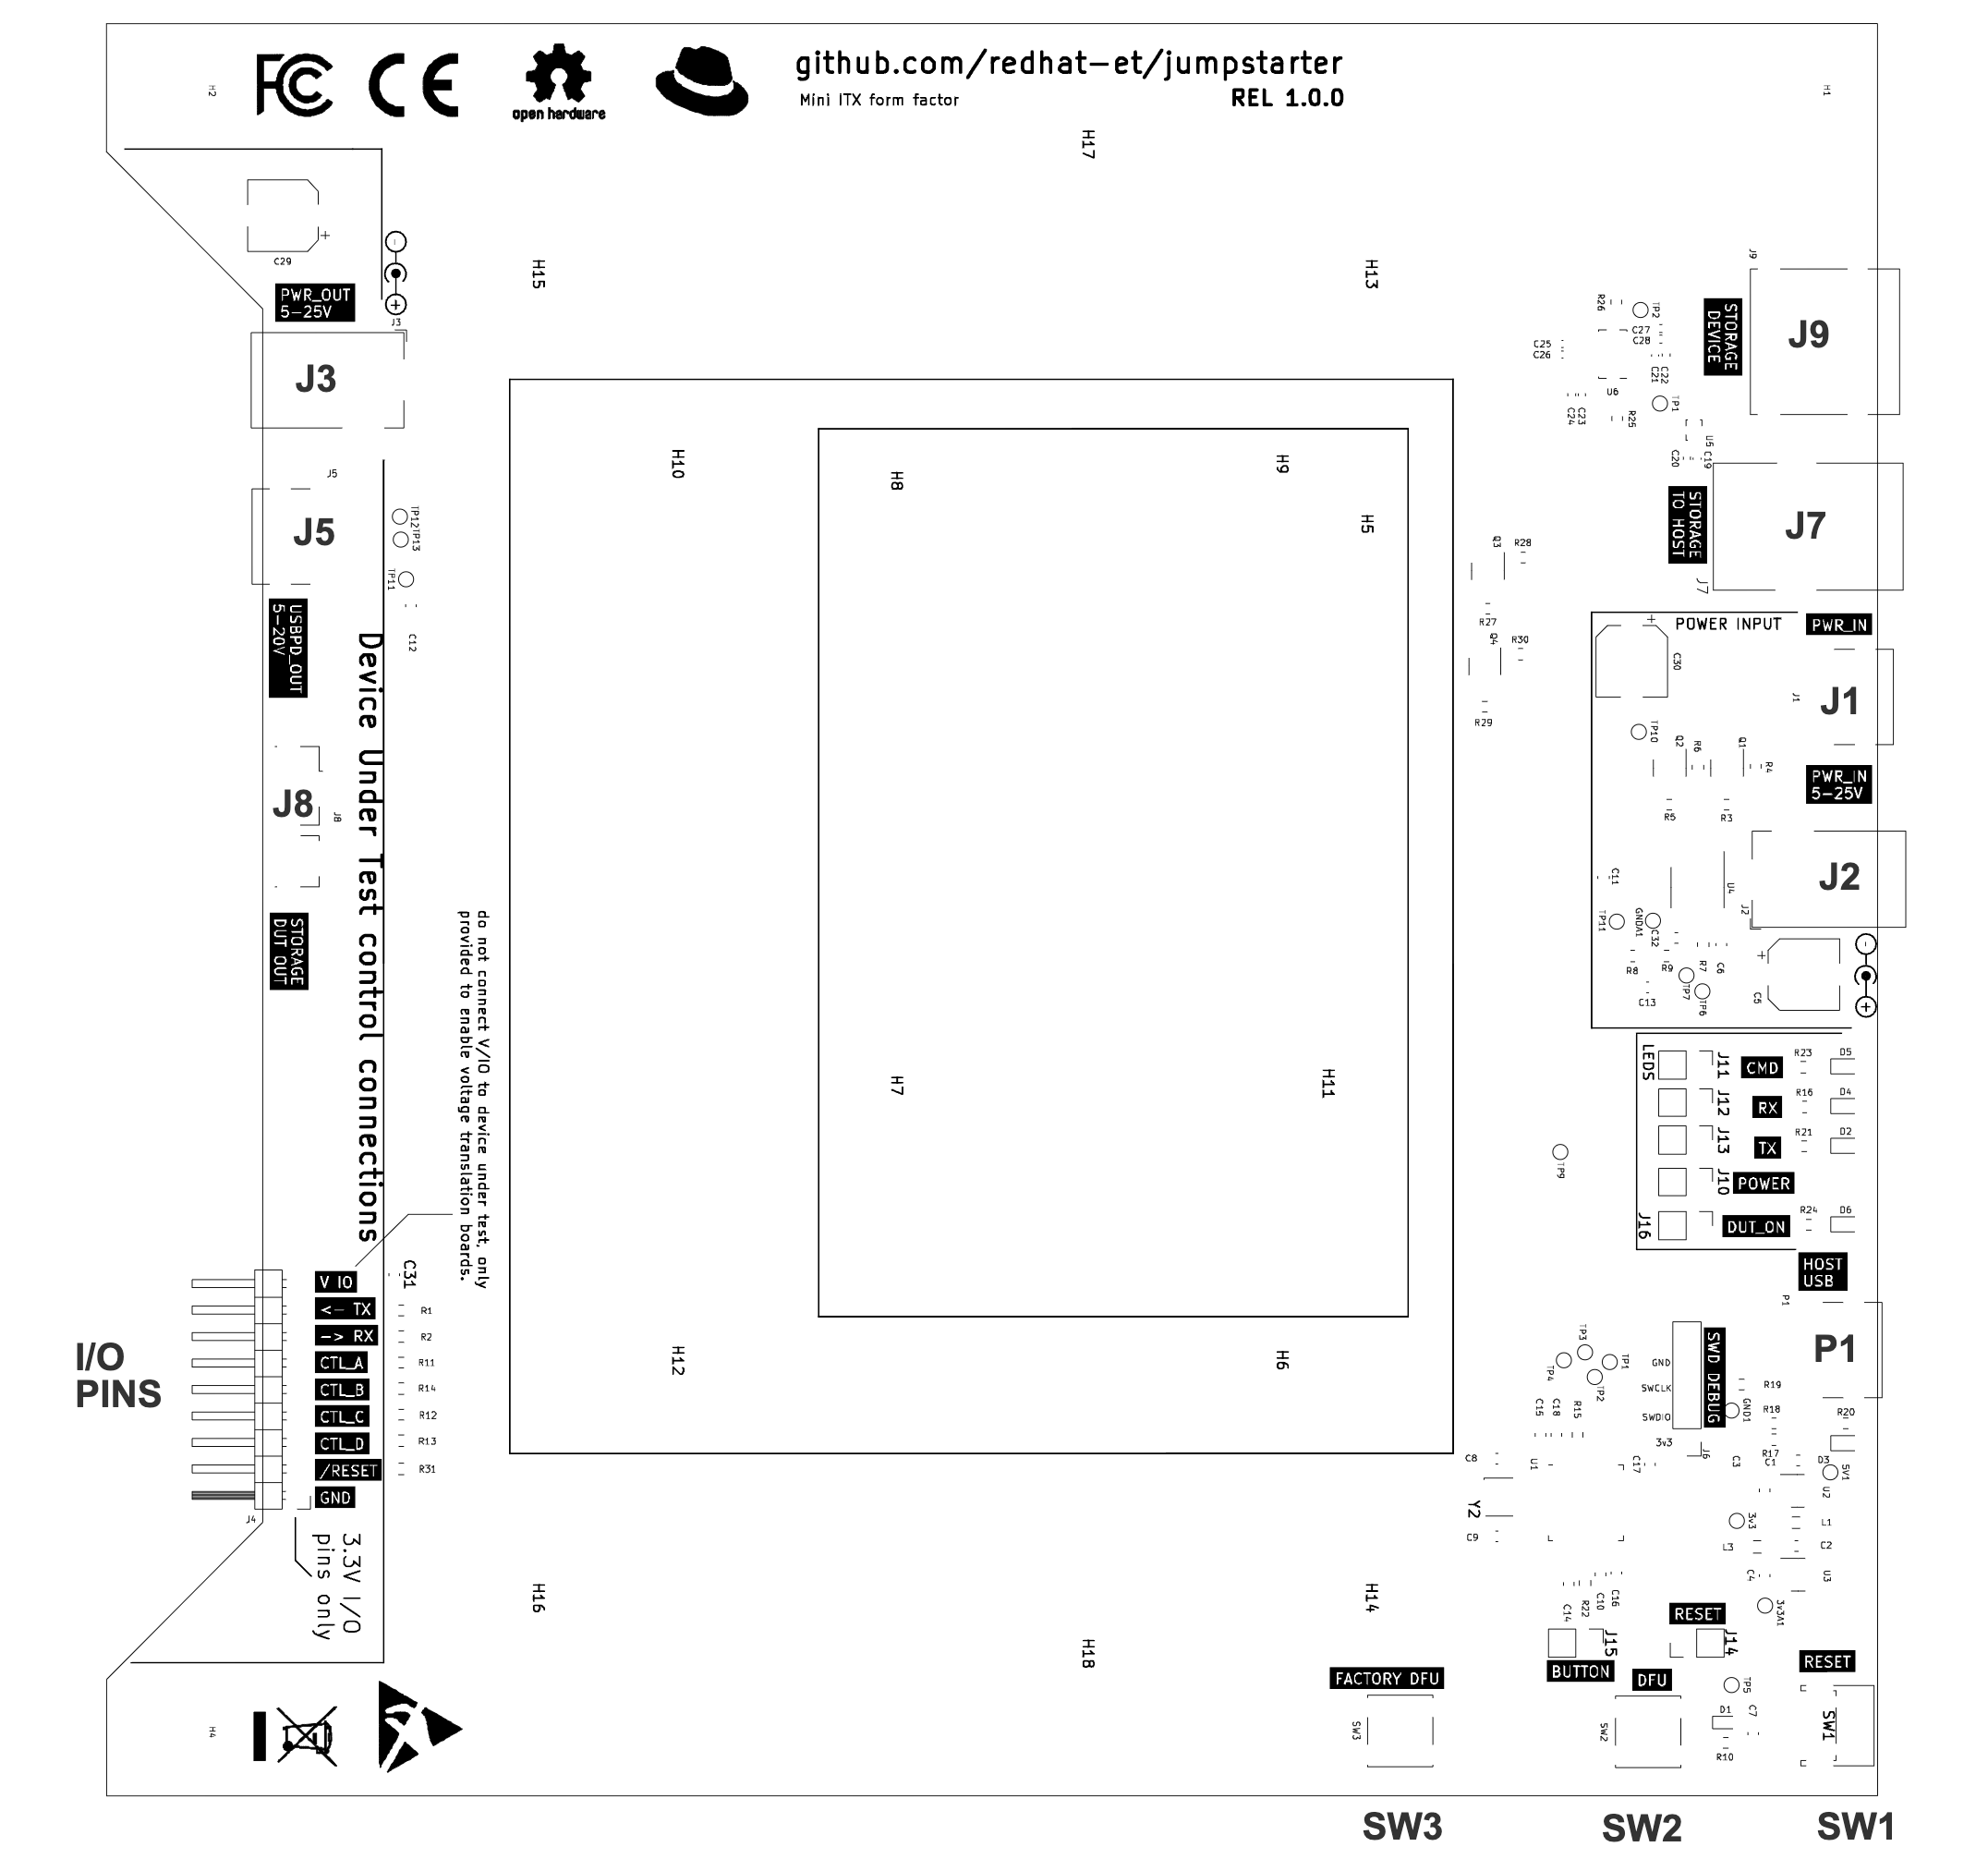 github.com/redhat-et/jumpstarter
Mini ITX form factor
REL 1.0.0
FC
CE
open hardware
H2
H1
H17
H15
H13
C29
PWR_OUT
5-25V
-
+
J3
J3
J5
J5
TP12
TP13
TP11
C12
USBPD_OUT
5-20V
J8
J8
STORAGE
DUT OUT
Device Under Test control connections
do not connect V/IO to device under test, only
provided to enable voltage translation boards.
H10
H8
H9
H5
H7
H11
H12
H6
J9
J9
STORAGE
DEVICE
R26
TP2
C27
C28
C25
C26
C21
C22
U6
TP1
C24
C23
R25
U5
C20
C19
STORAGE
TO HOST
J7
J7
Q3
R28
R27
Q4
R30
R29
POWER INPUT
PWR_IN
C30
J1
J1
TP10
Q2
R6
Q1
R4
PWR_IN
5-25V
R5
R3
J2
J2
C11
U4
TP11
GNDA1
C32
R8
R9
R7
C6
TP7
TP6
C13
C5
-
+
LEDS
J11
CMD
R23
D5
J12
RX
R16
D4
J13
TX
R21
D2
J10
POWER
J16
DUT_ON
R24
D6
TP9
HOST
USB
P1
P1
I/O
PINS
V IO
C31
<- TX
R1
-> RX
R2
CTL_A
R11
CTL_B
R14
CTL_C
R12
CTL_D
R13
/RESET
R31
GND
J4
3.3V I/O
pins only
TP3
TP4
TP1
TP2
GND
SWCLK
SWDIO
3v3
SWD DEBUG
J6
R19
GND1
R18
R20
R17
C1
D3
5V1
C15
C18
R15
C8
U1
C17
C3
U2
Y2
C9
3v3
L1
L3
C2
C4
U3
3v3A1
C14
R22
C10
C16
H16
H14
H18
J15
BUTTON
RESET
J14
RESET
FACTORY DFU
DFU
TP5
D1
C7
R10
SW3
SW2
SW1
H4
SW3
SW2
SW1